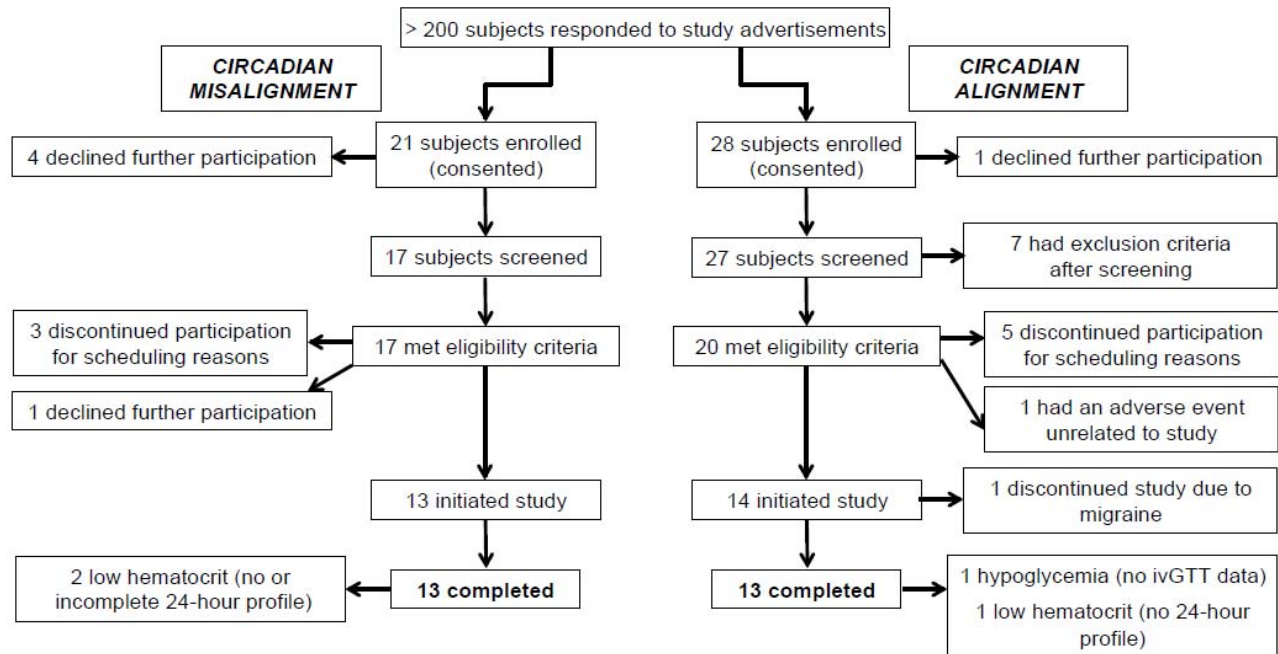 > 200 subjects responded to study advertisements
CIRCADIAN
MISALIGNMENT
CIRCADIAN
ALIGNMENT
4 declined further participation
21 subjects enrolled
(consented)
28 subjects enrolled
(consented)
1 declined further participation
17 subjects screened
27 subjects screened
7 had exclusion criteria
after screening
3 discontinued participation
for scheduling reasons
17 met eligibility criteria
20 met eligibility criteria
5 discontinued participation
for scheduling reasons
1 declined further participation
1 had an adverse event
unrelated to study
13 initiated study
14 initiated study
1 discontinued study due to
migraine
2 low hematocrit (no or
incomplete 24-hour profile)
13 completed
13 completed
1 hypoglycemia (no ivGTT data)
1 low hematocrit (no 24-hour
profile)